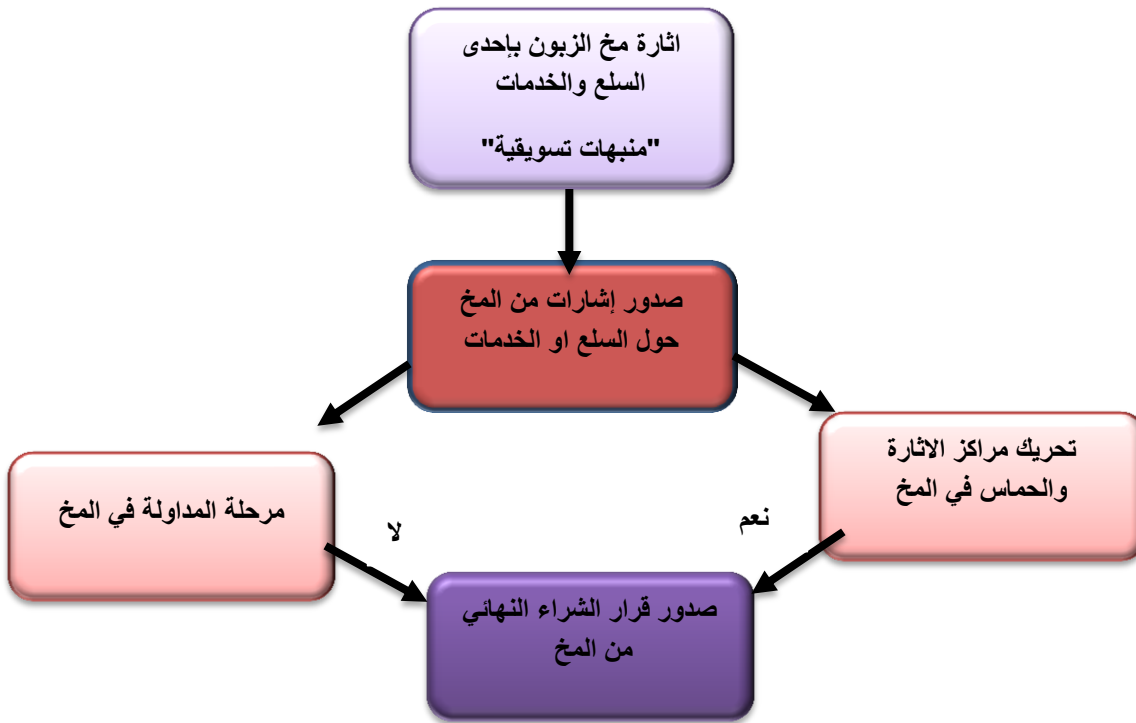 اثارة مخ الزبون بإحدى
السلع والخدمات
"منبهات تسويقية"
صدور إشارات من المخ
حول السلع او الخدمات
تحريك مراكز الاثارة
والحماس في المخ
مرحلة المداولة في المخ
نعم
لا
صدور قرار الشراء النهائي
من المخ